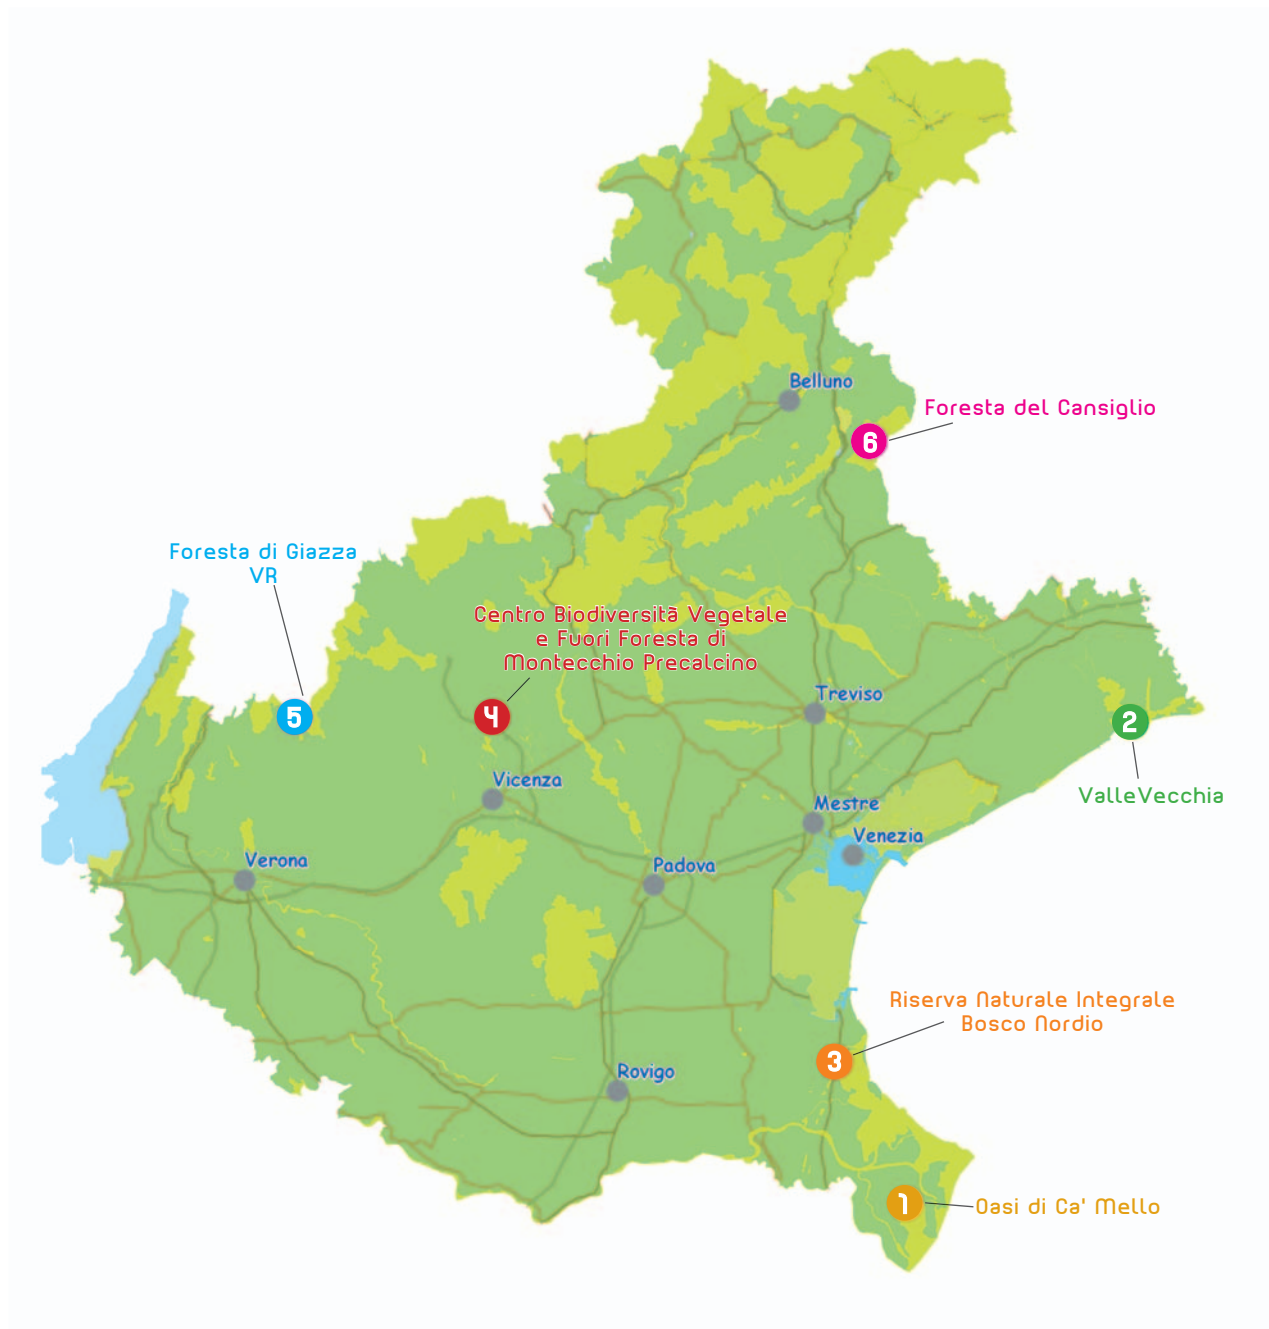 Belluno
Foresta del Cansiglio
6
Foresta di Giazza
VR
Centro Biodiversità Vegetale
e Fuori Foresta di
Montecchio Precalcino
Treviso
5
4
2
Vicenza
ValleVecchia
Mestre
Venezia
Verona
Padova
Riserva Naturale Integrale
Bosco Nordio
3
Rovigo
1
Oasi di Ca' Mello